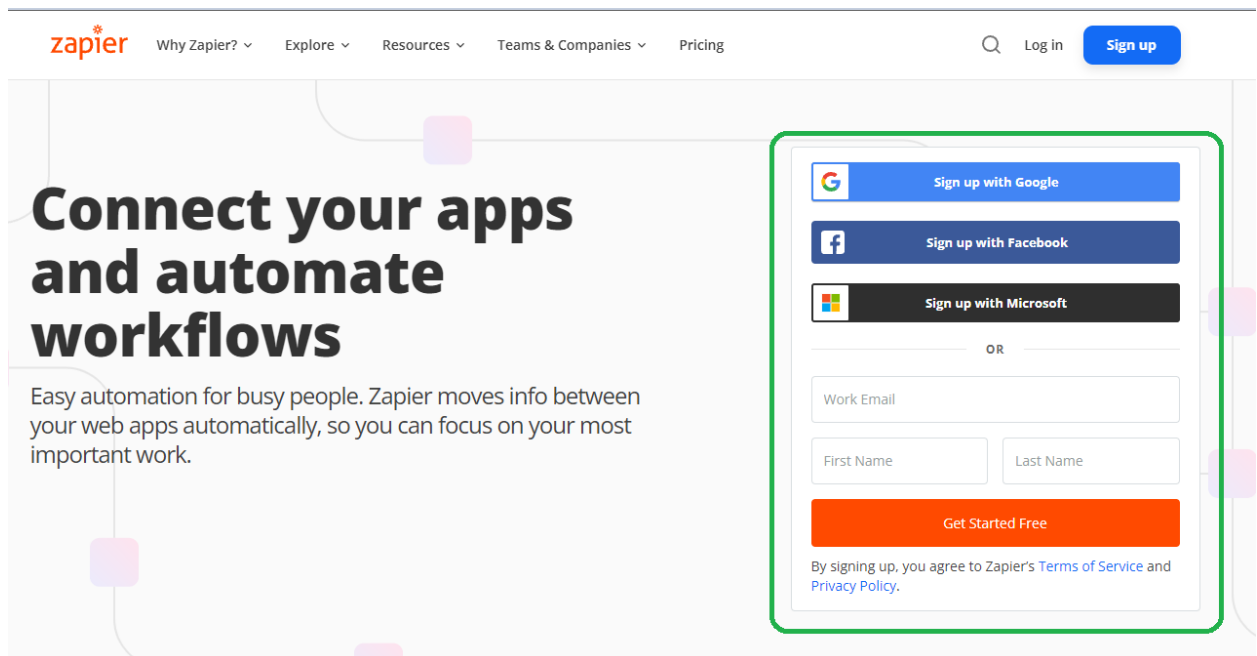 zapier Why Zapier? Explore Resources Teams & Companies Pricing Log in Sign up
Connect your apps
and automate
workflows
Easy automation for busy people. Zapier moves info between
your web apps automatically, so you can focus on your most
important work.
Sign up with Google
Sign up with Facebook
Sign up with Microsoft
OR
Work Email
First Name Last Name
Get Started Free
By signing up, you agree to Zapier's Terms of Service and
Privacy Policy.